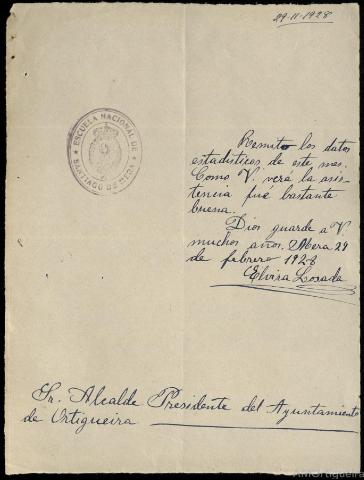 29-II-1928
ESCUELA NACIONAL DE
SANTIAGO DE MERA
Remito los datos
estadísticos de este mes.
Como V. verá la asis
tencia fué bastante
buena.
Dios guarde a V.
muchos años. Mera 29
de febrero 1928
Elvira Losada
Sr. Alcalde Presidente del Ayuntamiento
de Ortigueira
AMOrtigueira